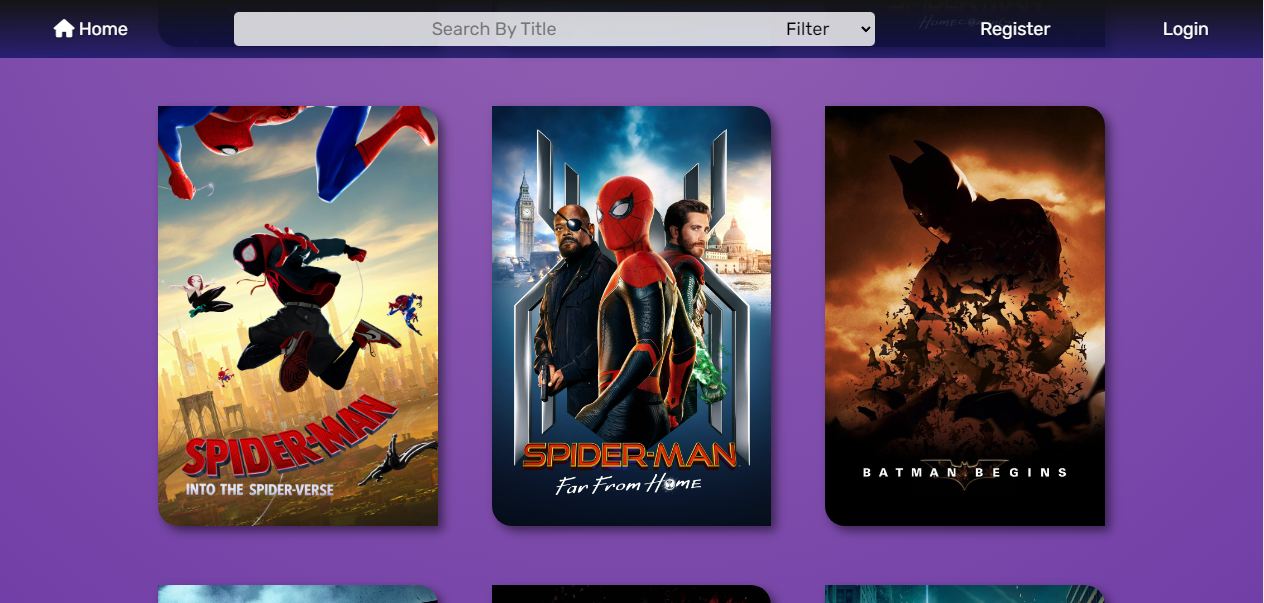 Home
Search By Title
Filter
Register
Login
SPIDER-MAN
INTO THE SPIDER-VERSE
SPIDER-MAN
Far From Home
BATMAN BEGINS